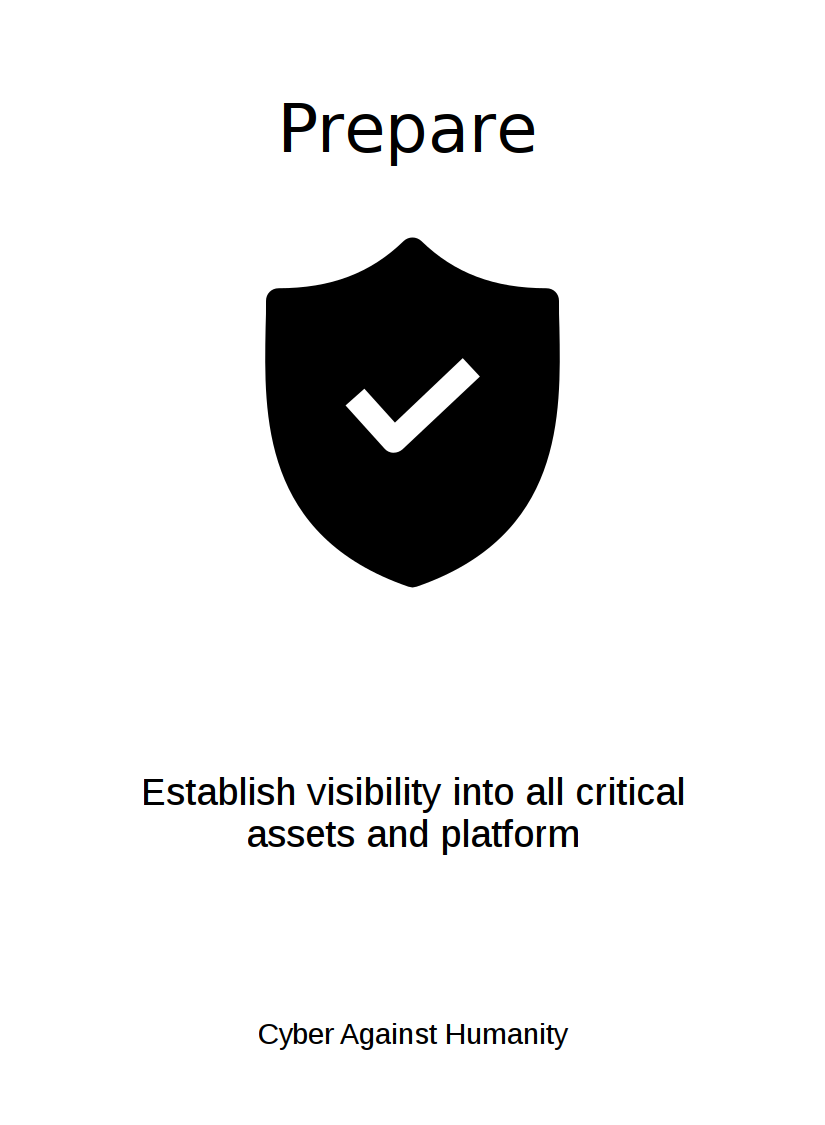 Prepare
Establish visibility into all critical
assets and platform
Cyber Against Humanity